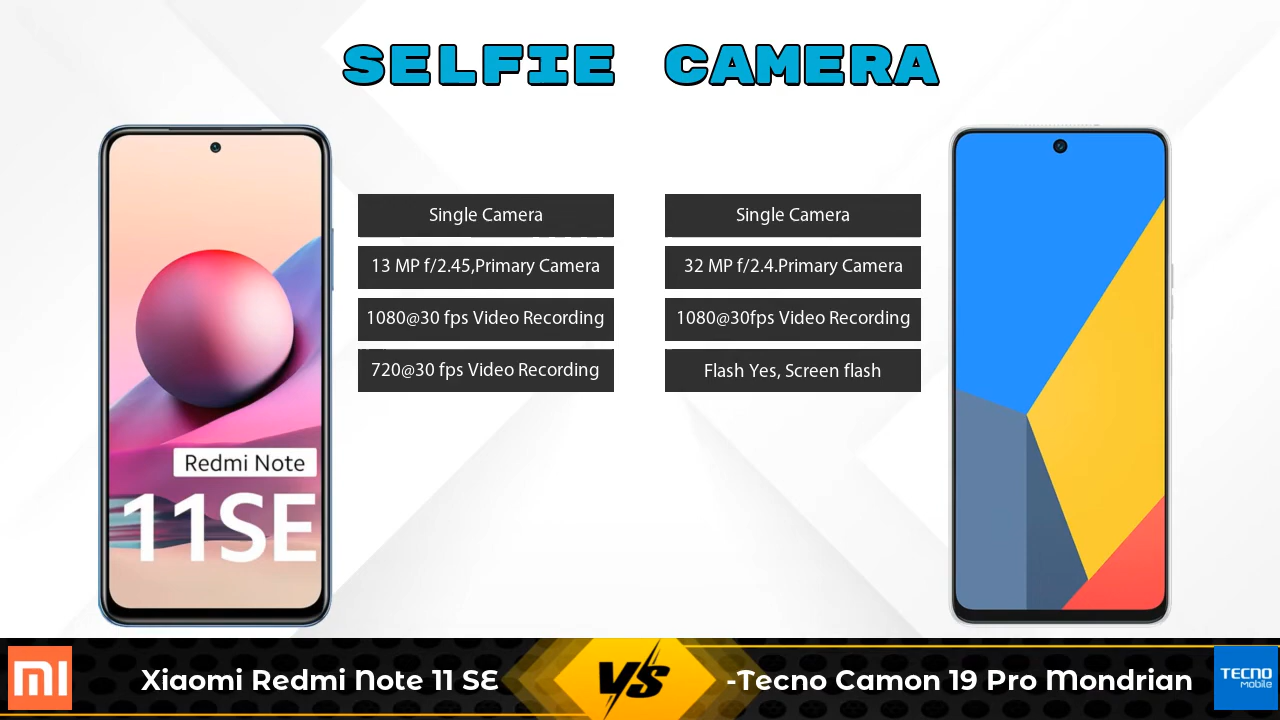 SELFIE CAMERA
Single Camera
13 MP f/2.45,Primary Camera
1080@30 fps Video Recording
720@30 fps Video Recording
Single Camera
32 MP f/2.4.Primary Camera
1080@30fps Video Recording
Flash Yes, Screen flash
Redmi Note
11SE
MI
Xiaomi Redmi Note 11 SE
VS
-Tecno Camon 19 Pro Mondrian
TECNO
mobile